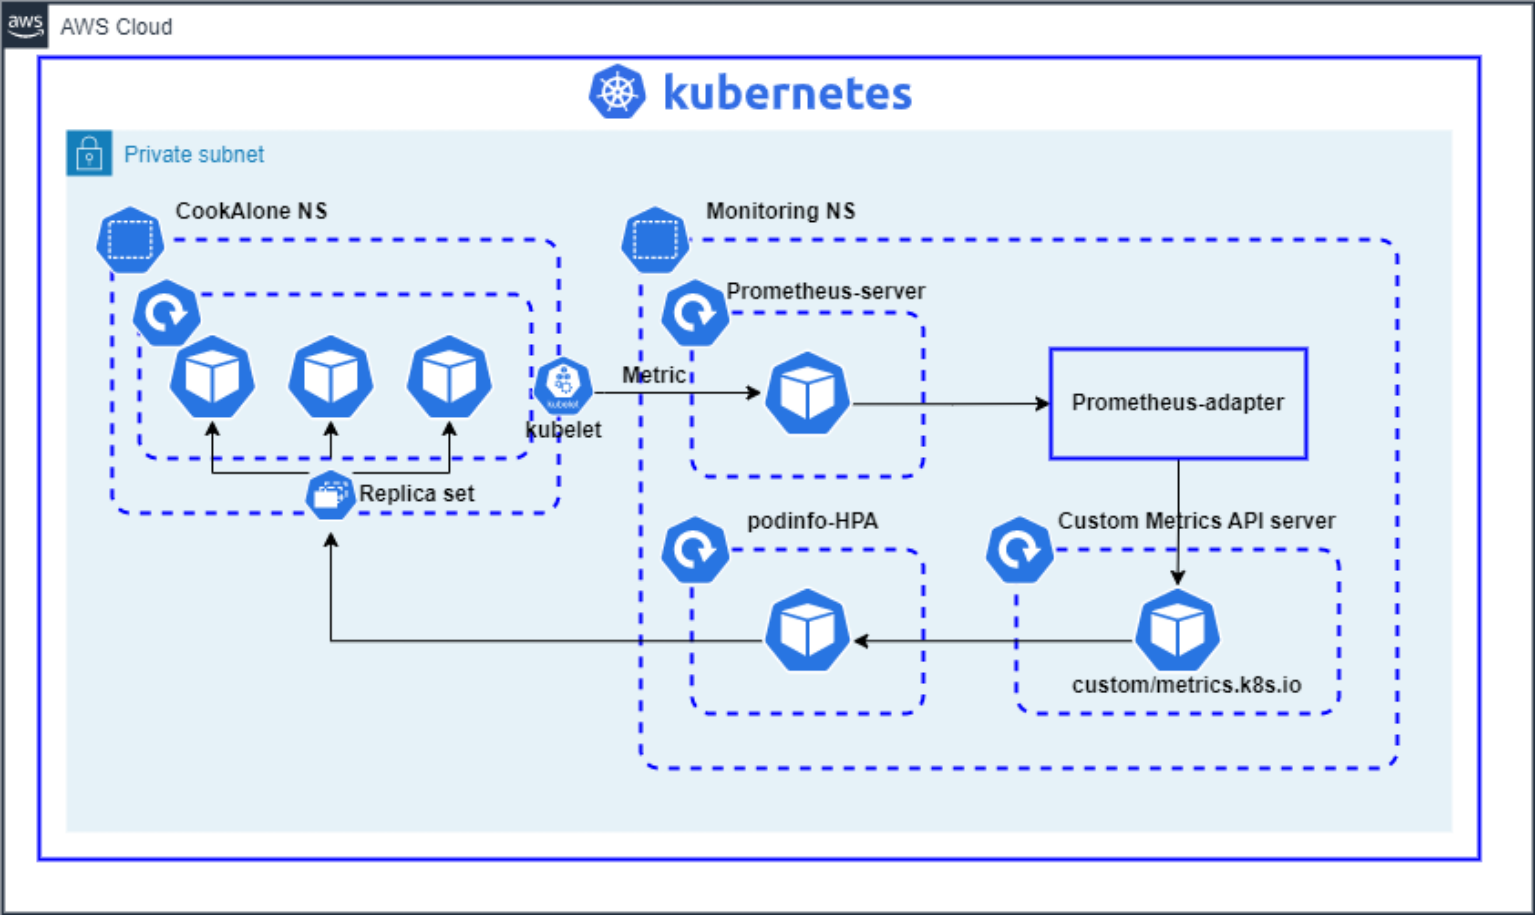 aws
AWS Cloud
kubernetes
Private subnet
CookAlone NS
Monitoring NS
Prometheus-server
Metric
kubelet
kubelet
Prometheus-adapter
Replica set
podinfo-HPA
Custom Metrics API server
custom/metrics.k8s.io